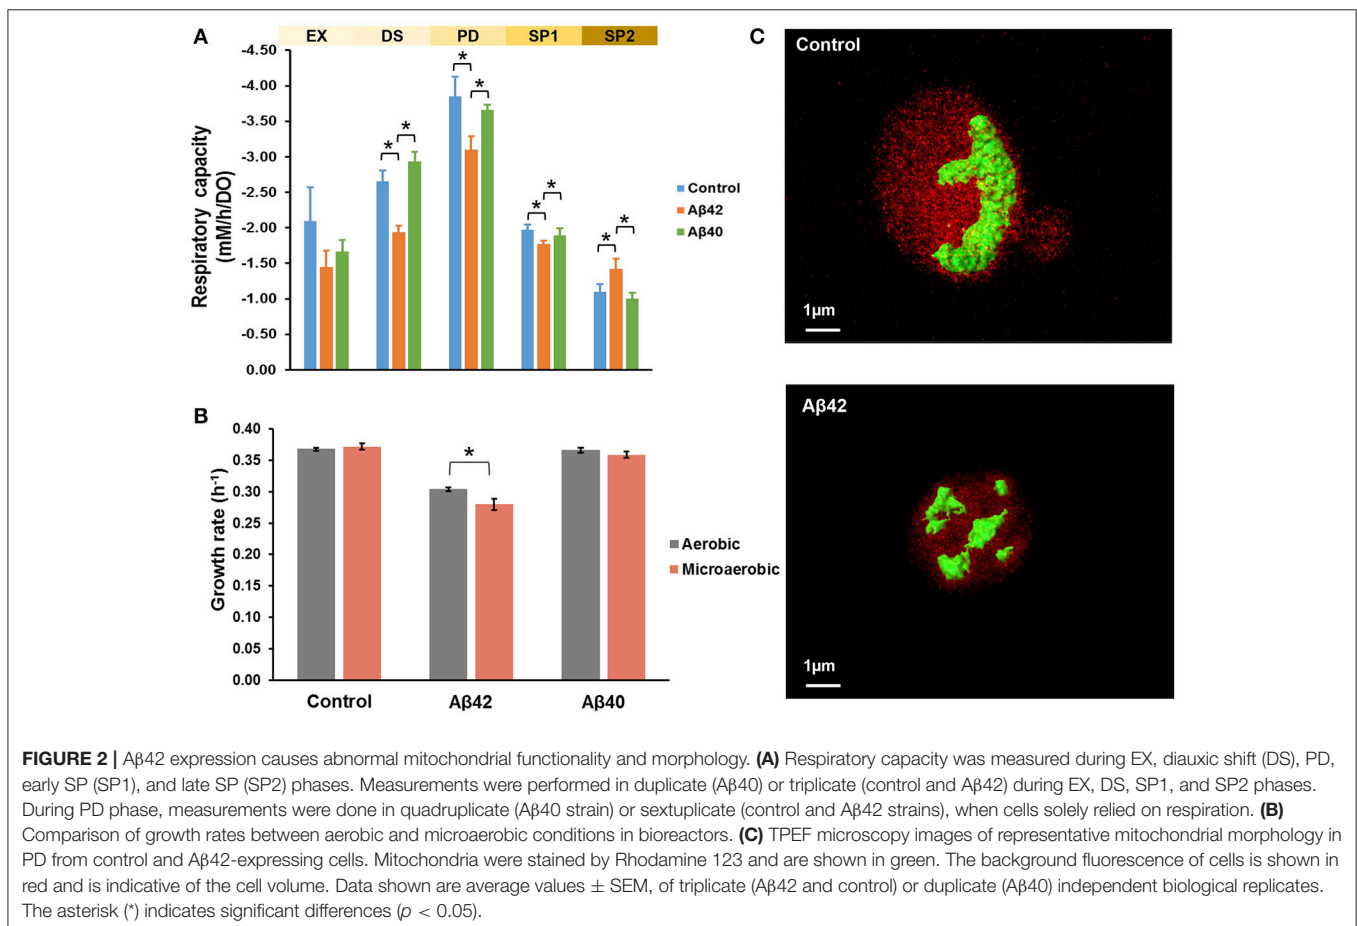 A
EX DS PD SP1 SP2
-4.50
-4.00
-3.50
-3.00
-2.50
-2.00
-1.50
-1.00
-0.50
0.00
Respiratory capacity
(mM/h/DO)
* * * * * * * *
Control
Aβ42
Aβ40
B
0.40
0.35
0.30
0.25
0.20
0.15
0.10
0.05
0.00
Growth rate (h-1)
*
Aerobic
Microaerobic
Control Aβ42 Aβ40
C
Control
1μm
Aβ42
1μm
FIGURE 2 | Aβ42 expression causes abnormal mitochondrial functionality and morphology. (A) Respiratory capacity was measured during EX, diauxic shift (DS), PD,
early SP (SP1), and late SP (SP2) phases. Measurements were performed in duplicate (Aβ40) or triplicate (control and Aβ42) during EX, DS, SP1, and SP2 phases.
During PD phase, measurements were done in quadruplicate (Aβ40 strain) or sextuplicate (control and Aβ42 strains), when cells solely relied on respiration. (B)
Comparison of growth rates between aerobic and microaerobic conditions in bioreactors. (C) TPEF microscopy images of representative mitochondrial morphology in
PD from control and Aβ42-expressing cells. Mitochondria were stained by Rhodamine 123 and are shown in green. The background fluorescence of cells is shown in
red and is indicative of the cell volume. Data shown are average values ± SEM, of triplicate (Aβ42 and control) or duplicate (Aβ40) independent biological replicates.
The asterisk (*) indicates significant differences (p < 0.05).